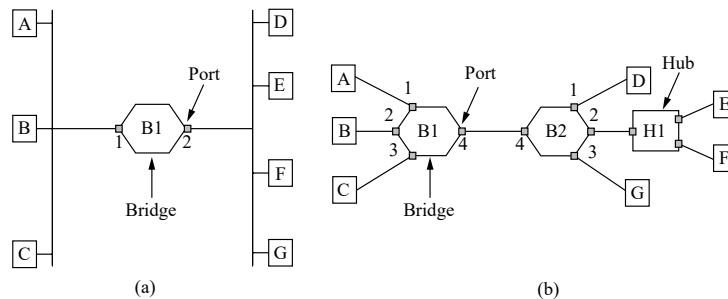 A
B
C
1
B1
2
Port
Bridge
D
E
F
G
(a)
A
B
C
1
2
3
B1
4
Port
Bridge
4
B2
1
2
3
D
G
Hub
H1
E
F
(b)